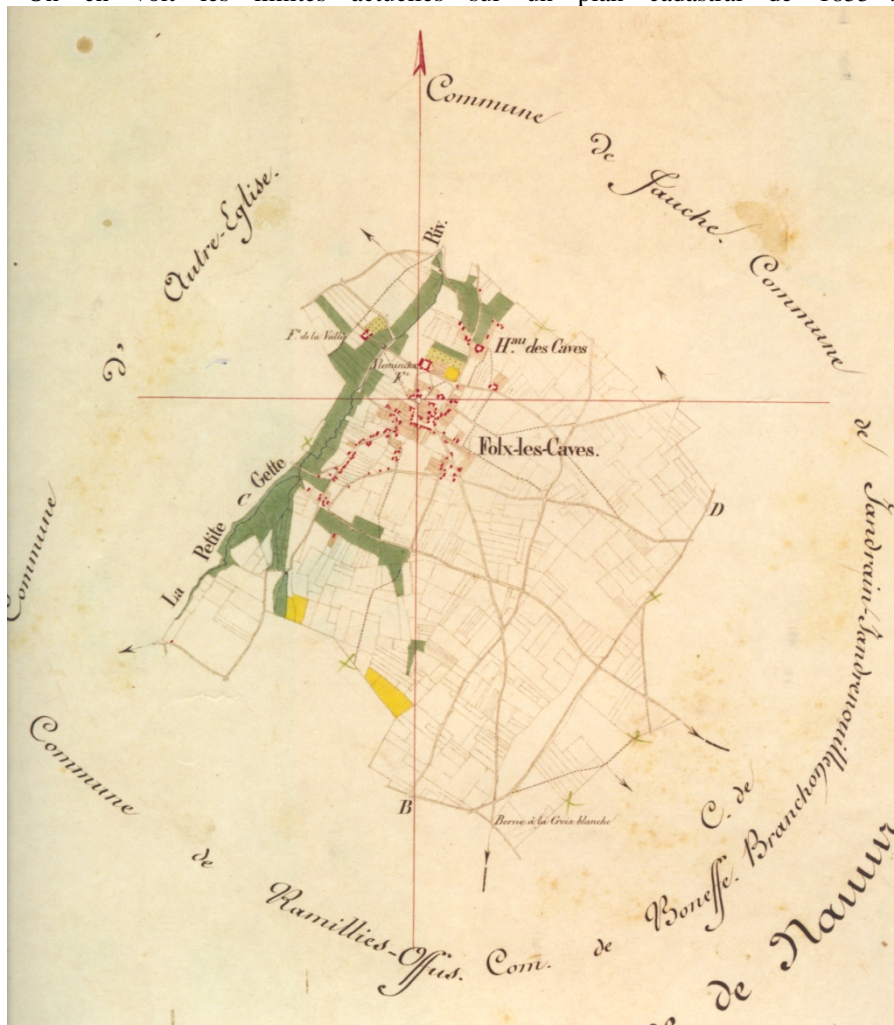 On en voit les limites actuelles sur un plan cadastral de 1835
Commune
de Jauche.
Commune
de Jandrain-Jandrenouille
Commune
d'Autre-Eglise.
Riv.
Fe. de la Vallée
Hau. des Caves
Folx-les-Caves.
La Petite Gette
D
B
Borne à la Croix blanche
C. de
Branchon
Com. de Boneffe.
Commune
de
Ramillies-Offus.
de Namur